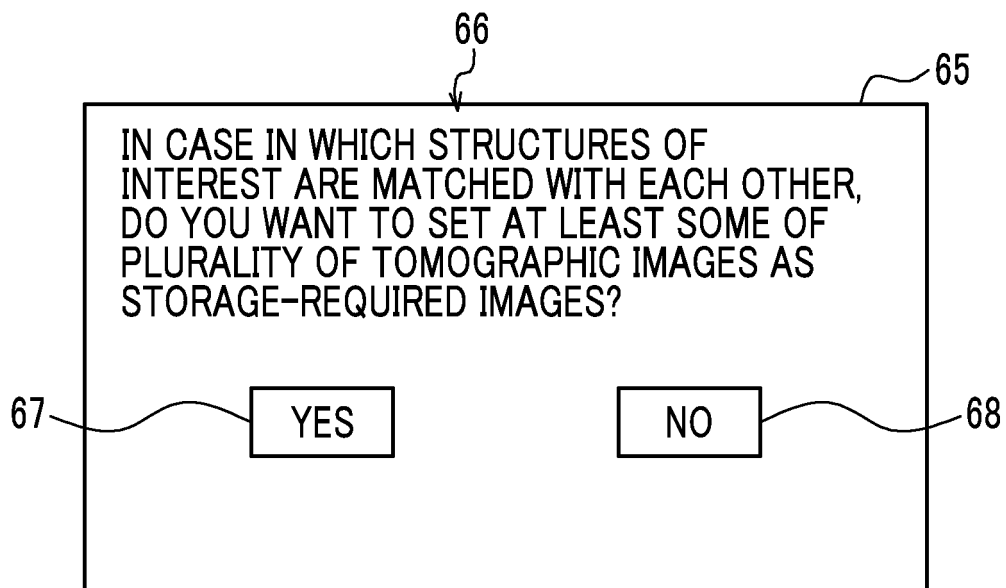 66
65
IN CASE IN WHICH STRUCTURES OF
INTEREST ARE MATCHED WITH EACH OTHER,
DO YOU WANT TO SET AT LEAST SOME OF
PLURALITY OF TOMOGRAPHIC IMAGES AS
STORAGE-REQUIRED IMAGES?
67
YES
NO
68